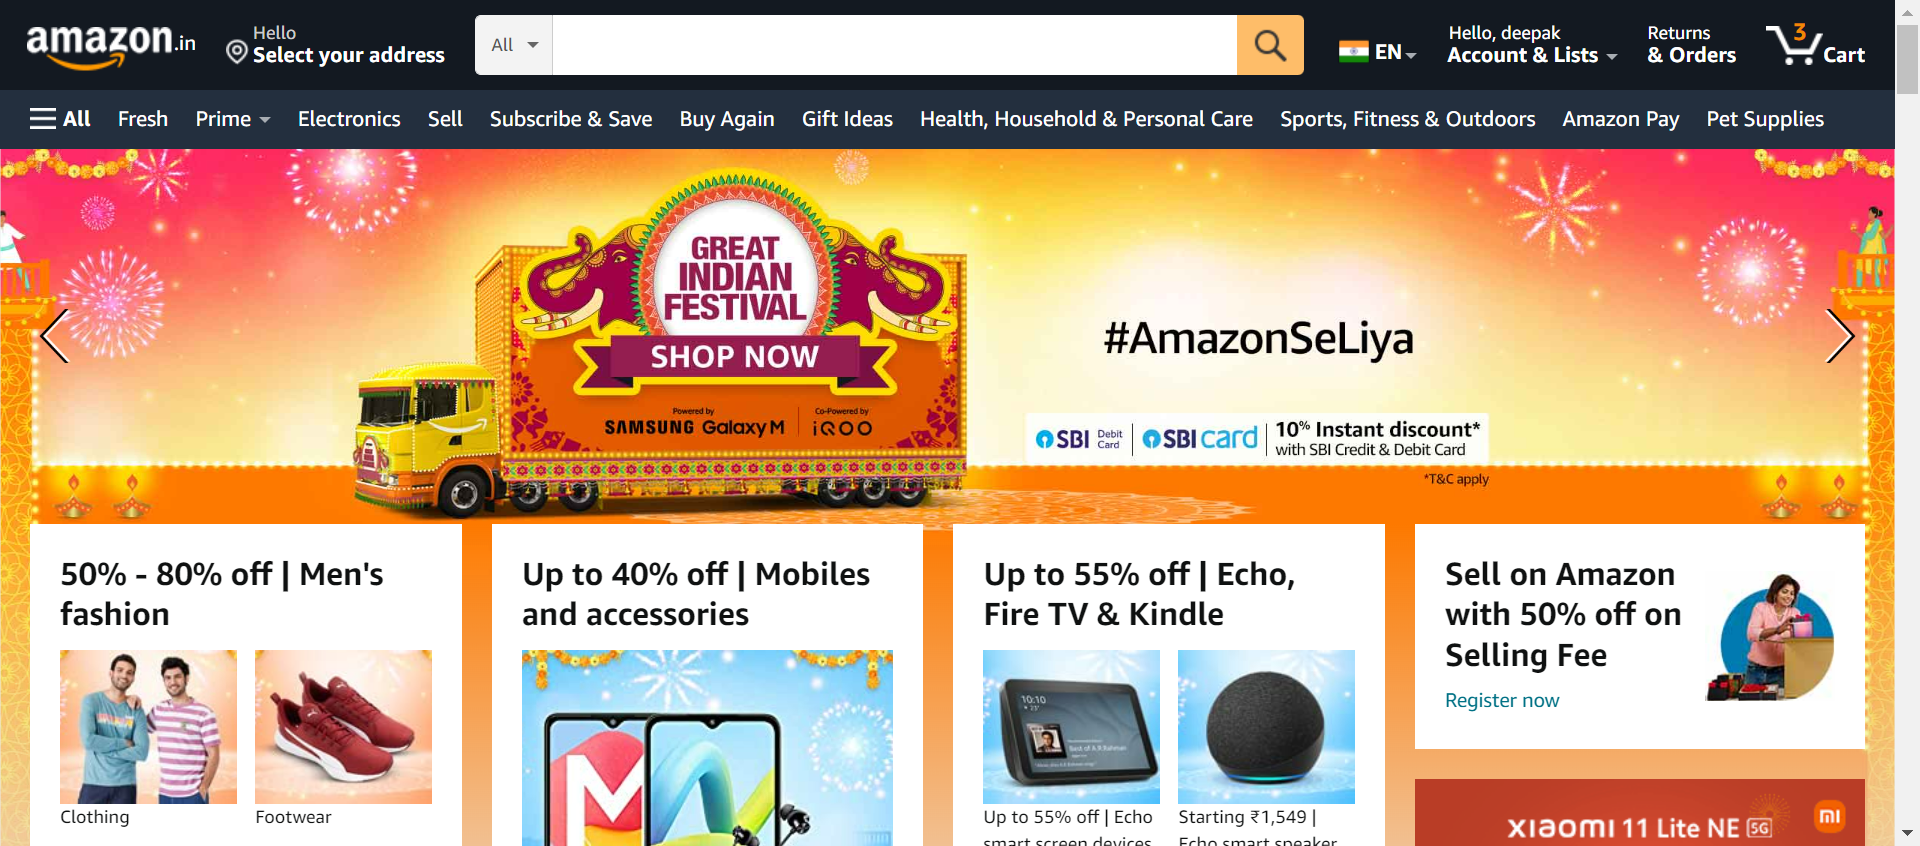 amazon.in
Hello
Select your address
All
EN
Hello, deepak
Account & Lists
Returns
& Orders
3
Cart
All
Fresh
Prime
Electronics
Sell
Subscribe & Save
Buy Again
Gift Ideas
Health, Household & Personal Care
Sports, Fitness & Outdoors
Amazon Pay
Pet Supplies
GREAT
INDIAN
FESTIVAL
SHOP NOW
Powered by
SAMSUNG Galaxy M
Co-Powered by
iQOO
#AmazonSeLiya
SBI Debit Card
SBI card
10% Instant discount*
with SBI Credit & Debit Card
*T&C apply
50% - 80% off | Men's
fashion
Clothing
Footwear
Up to 40% off | Mobiles
and accessories
Up to 55% off | Echo,
Fire TV & Kindle
10:10
Best of A.R.Rahman
Up to 55% off | Echo
smart screen devices
Starting ₹1,549 |
Echo smart speaker
Sell on Amazon
with 50% off on
Selling Fee
Register now
xiaomi 11 Lite NE 5G
mi